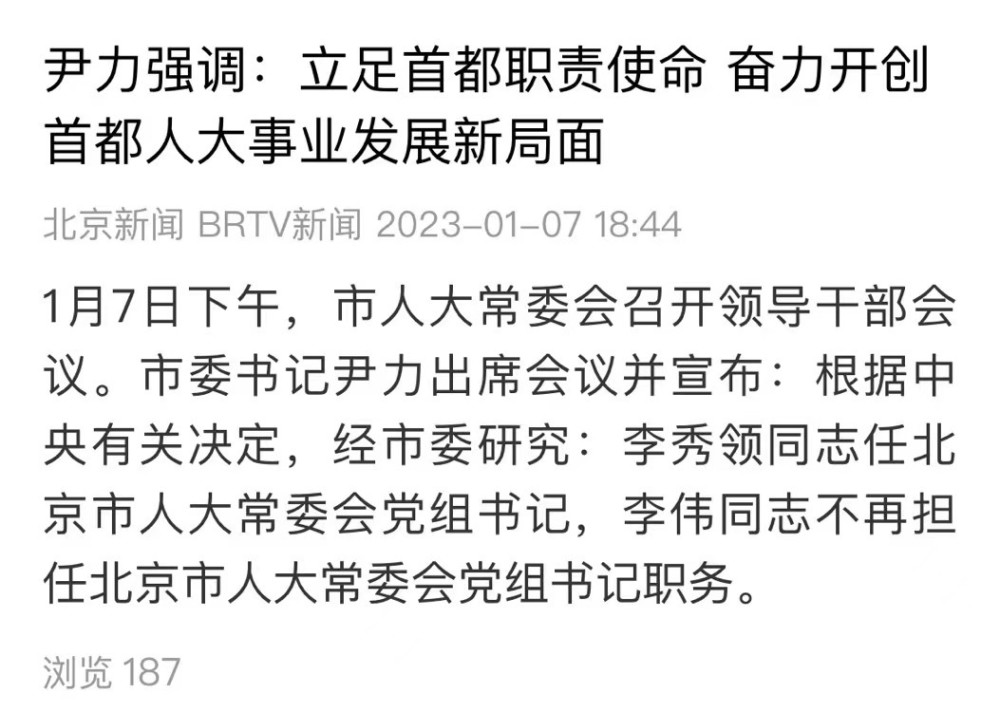 尹力强调：立足首都职责使命 奋力开创
首都人大事业发展新局面
北京新闻 BRTV新闻 2023-01-07 18:44
1月7日下午，市人大常委会召开领导干部会
议。市委书记尹力出席会议并宣布：根据中
央有关决定，经市委研究：李秀领同志任北
京市人大常委会党组书记，李伟同志不再担
任北京市人大常委会党组书记职务。
浏览 187